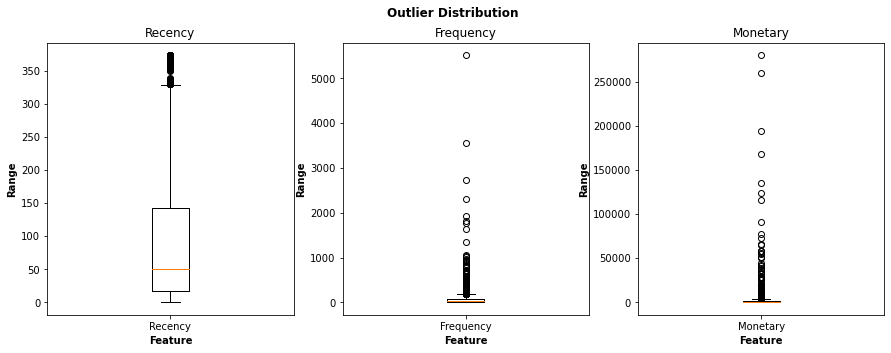 Outlier Distribution
Recency
Frequency
Monetary
350
300
250
200
150
100
50
0
Range
Recency
Feature
5000
4000
3000
2000
1000
0
Range
Frequency
Feature
250000
200000
150000
100000
50000
0
Range
Monetary
Feature